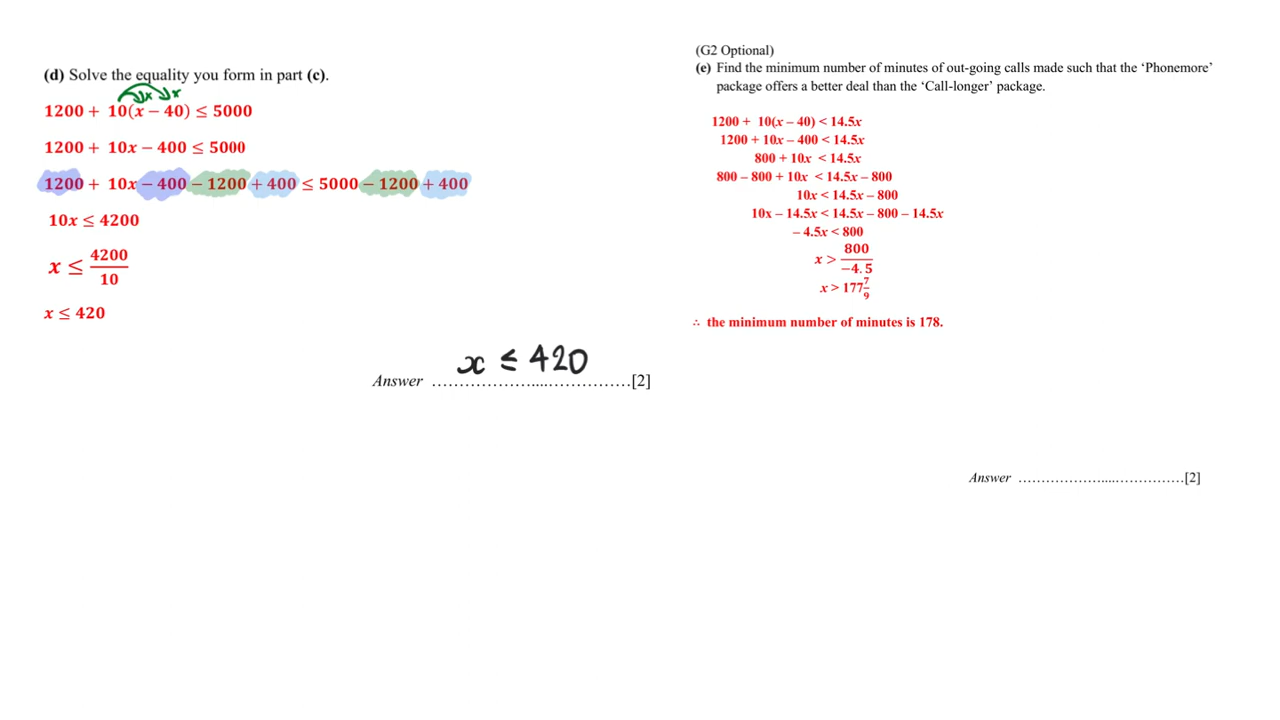 (d) Solve the equality you form in part (c).
x x
1200 + 10(x − 40) ≤ 5000
1200 + 10x − 400 ≤ 5000
1200 + 10x − 400 − 1200 + 400 ≤ 5000 − 1200 + 400
10x ≤ 4200
x ≤ 4200/10
x ≤ 420
x ≤ 420
Answer ………………....……………[2]
(G2 Optional)
(e) Find the minimum number of minutes of out-going calls made such that the ‘Phonemore’
package offers a better deal than the ‘Call-longer’ package.
1200 + 10(x – 40) < 14.5x
1200 + 10x – 400 < 14.5x
800 + 10x < 14.5x
800 – 800 + 10x < 14.5x – 800
10x < 14.5x – 800
10x – 14.5x < 14.5x – 800 – 14.5x
– 4.5x < 800
x > 800/−4.5
x > 177 7/9
∴ the minimum number of minutes is 178.
Answer ………………....……………[2]